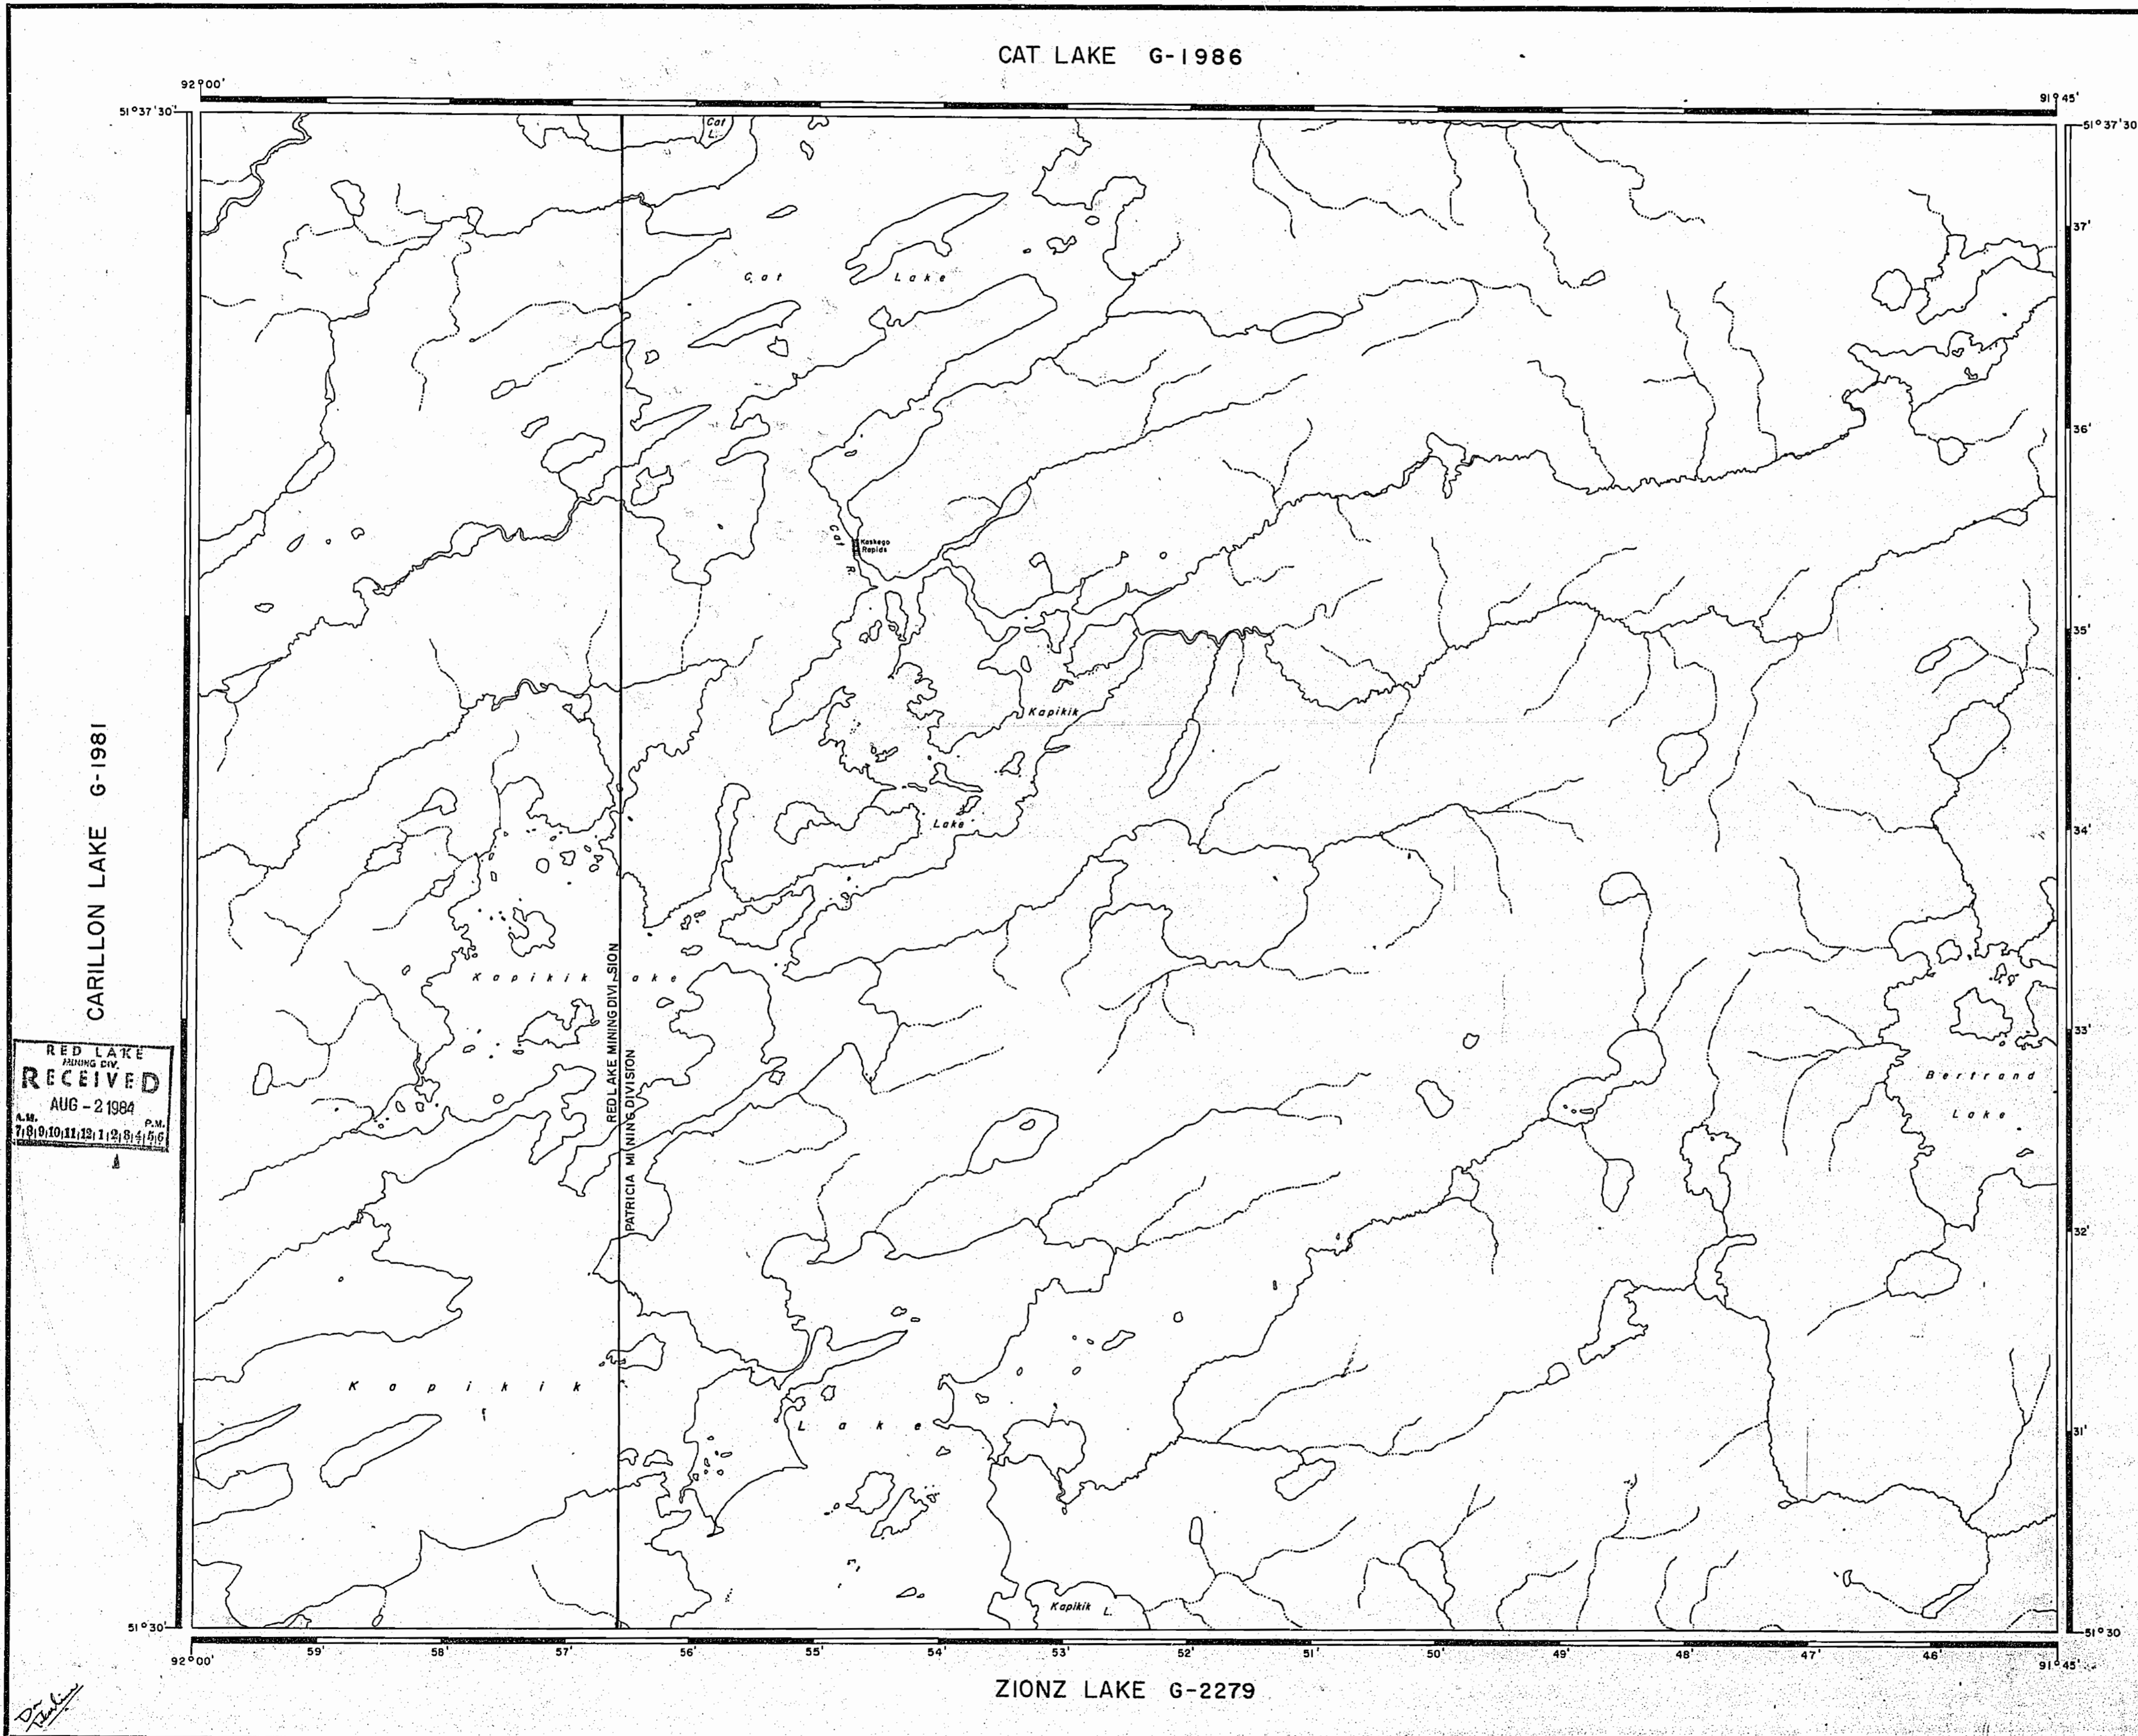 CAT LAKE G-1986
92°00'
91°45'
51°37'30"
51°37'30
Cat
L.
37'
Cat Lake
36'
Cat R.
Kaskego
Rapids
35'
Kapikik
Lake
34'
CARILLON LAKE G-1981
Kapikik Lake
REDLAKE MINING DIVISION
PATRICIA MINING DIVISION
33'
RED LAKE
MINING DIV.
RECEIVED
AUG - 2 1984
A.M. P.M.
7|8|9|10|11|12|1|2|3|4|5|6
Bertrand
Lake
32'
Kapikik
Lake
31'
Kapikik L.
51°30'
51°30
59' 58' 57' 56' 55' 54' 53' 52' 51' 50' 49' 48' 47' 46'
92°00'
91°45'
ZIONZ LAKE G-2279